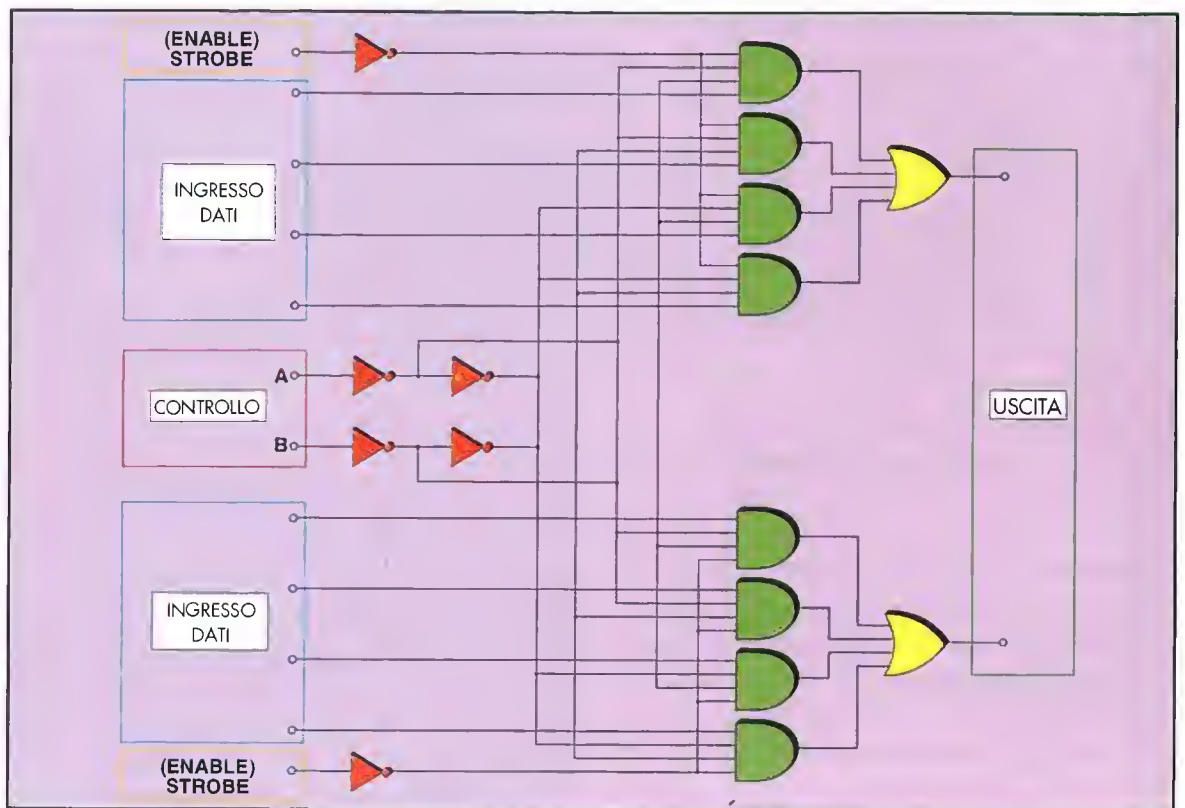 (ENABLE)
STROBE
INGRESSO
DATI
A
CONTROLLO
B
USCITA
INGRESSO
DATI
(ENABLE)
STROBE